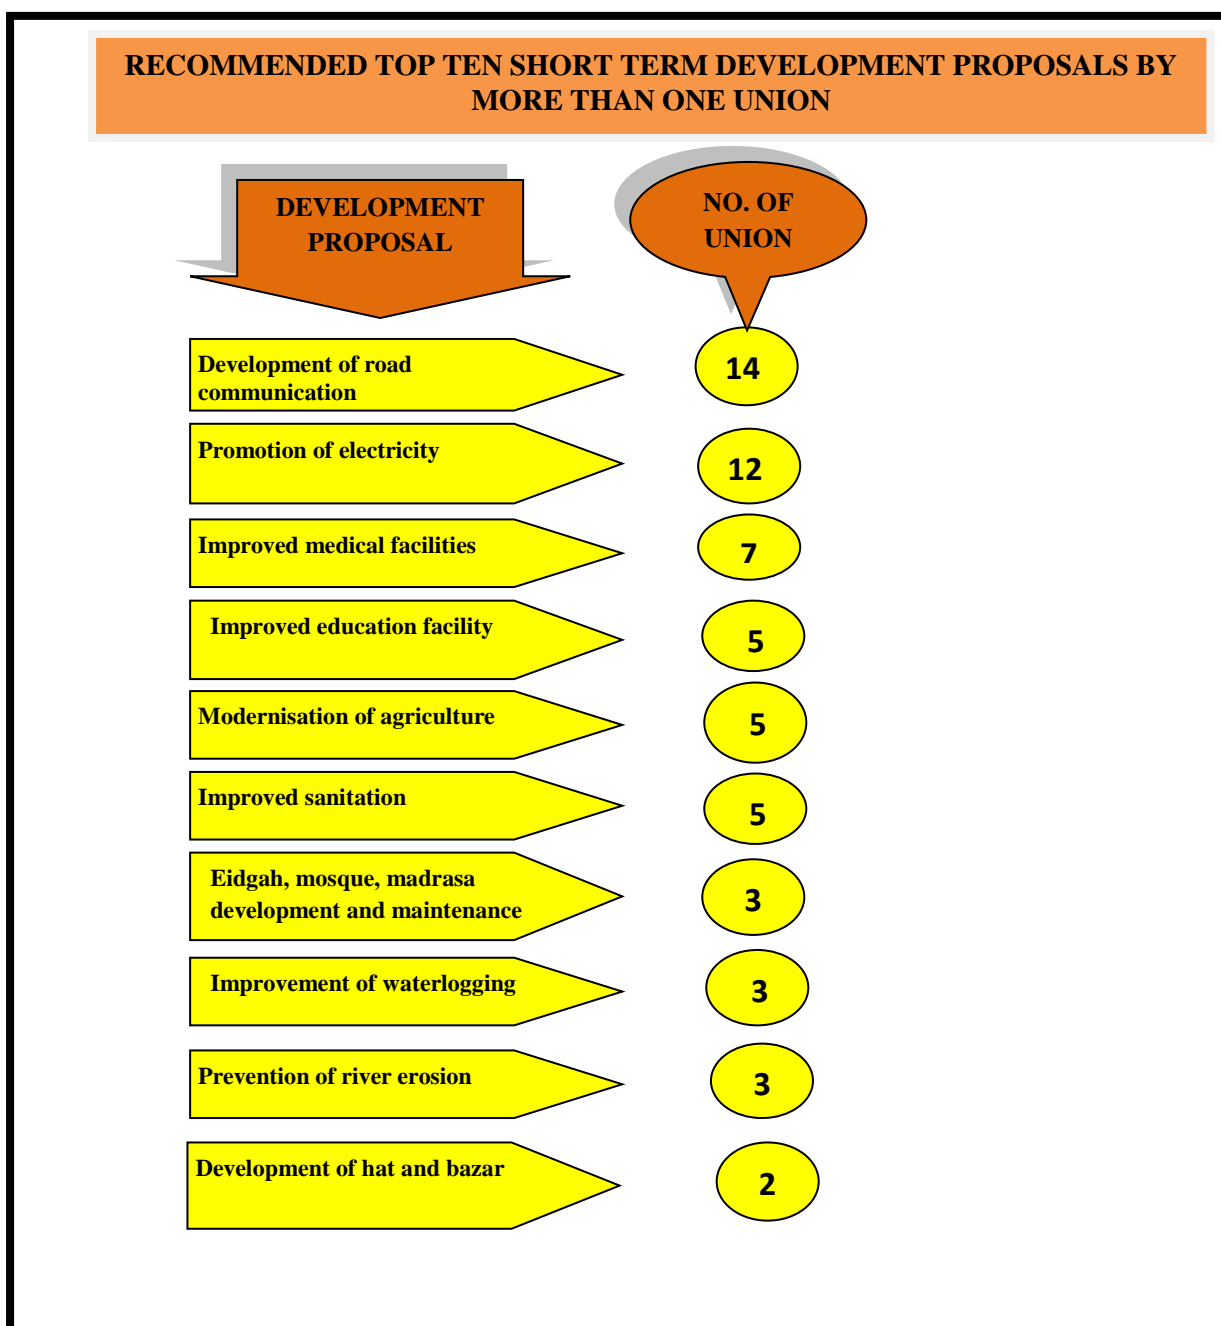 RECOMMENDED TOP TEN SHORT TERM DEVELOPMENT PROPOSALS BY
MORE THAN ONE UNION
DEVELOPMENT
PROPOSAL
NO. OF
UNION
Development of road
communication
14
Promotion of electricity
12
Improved medical facilities
7
Improved education facility
5
Modernisation of agriculture
5
Improved sanitation
5
Eidgah, mosque, madrasa
development and maintenance
3
Improvement of waterlogging
3
Prevention of river erosion
3
Development of hat and bazar
2